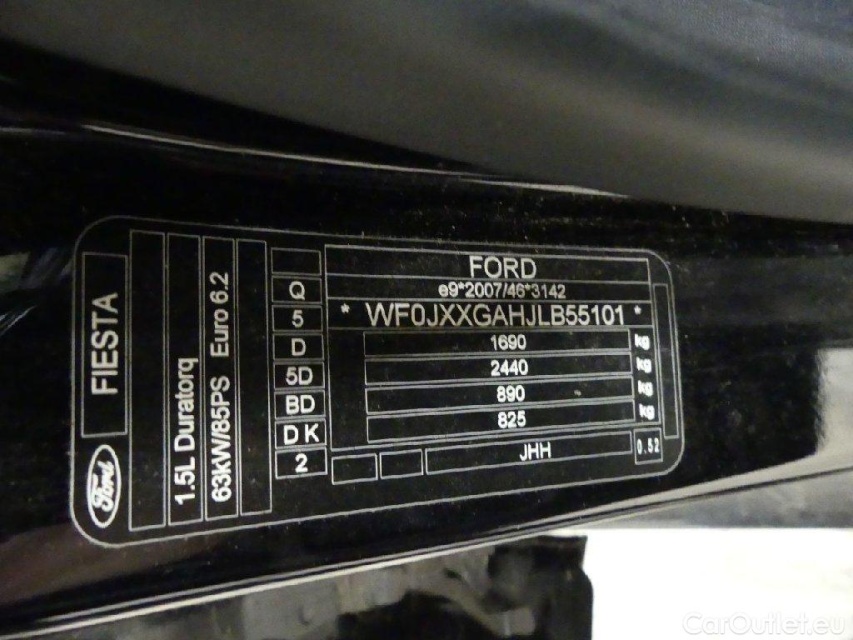 FORD
e9*2007/46*3142
* WF0JXXGAHJLB55101 *
1690 kg
2440 kg
890 kg
825 kg
JHH 0.52
Q
5
D
5D
BD
DK
2
FIESTA
1.5L Duratorq
63kW/85PS Euro 6.2
Ford
CarOutlet.eu